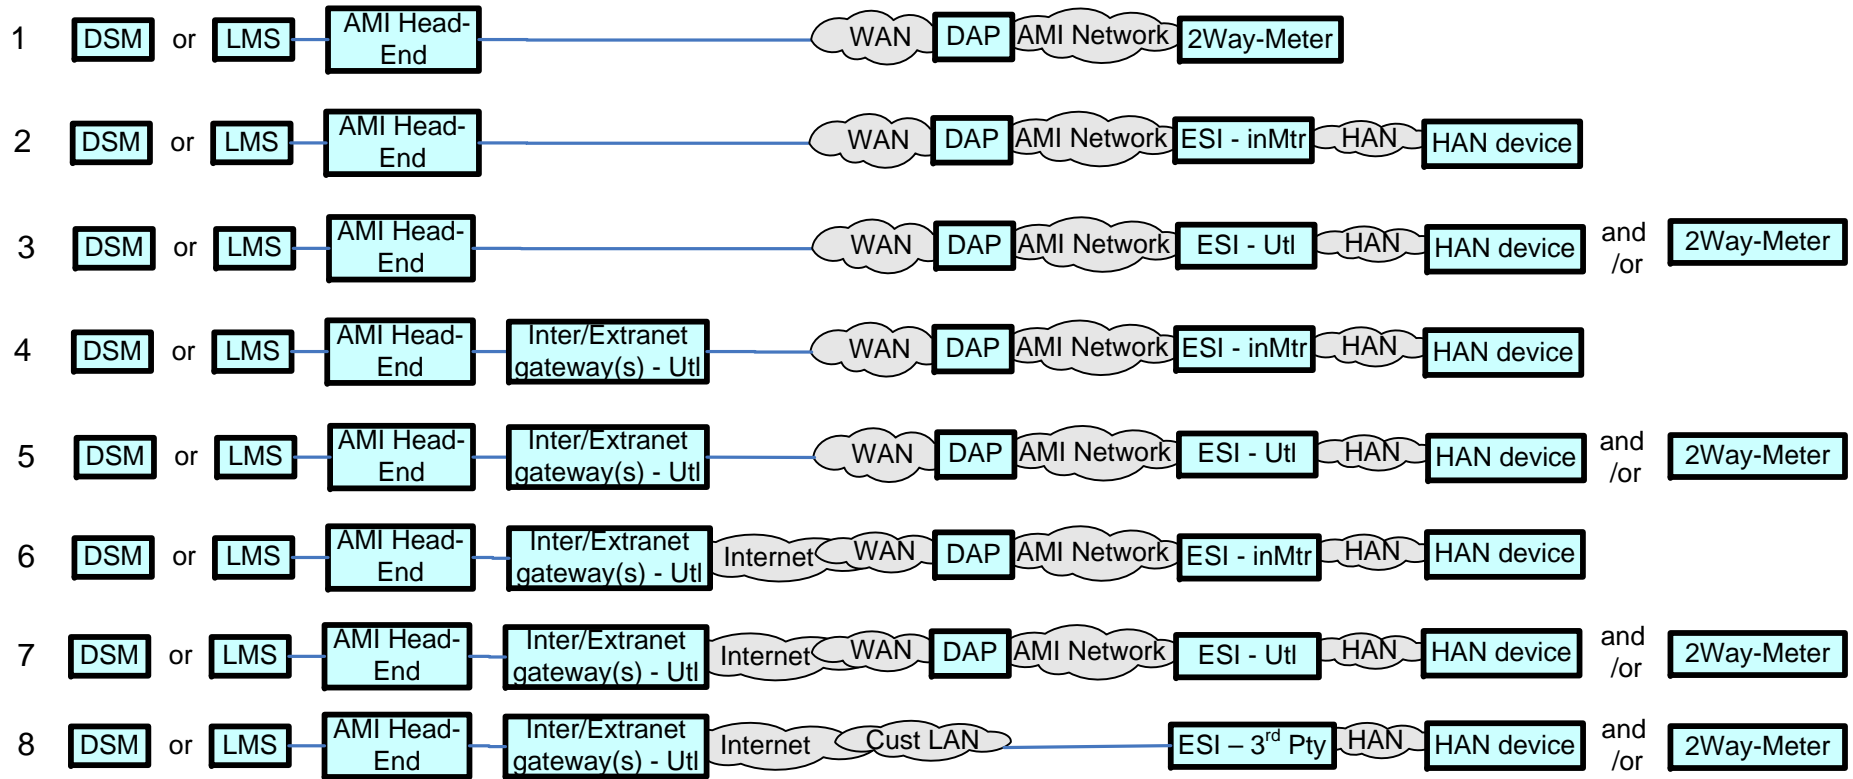 1 DSM or LMS AMI Head-End WAN DAP AMI Network 2Way-Meter
2 DSM or LMS AMI Head-End WAN DAP AMI Network ESI - inMtr HAN HAN device
3 DSM or LMS AMI Head-End WAN DAP AMI Network ESI - Utl HAN HAN device and /or 2Way-Meter
4 DSM or LMS AMI Head-End Inter/Extranet gateway(s) - Utl WAN DAP AMI Network ESI - inMtr HAN HAN device
5 DSM or LMS AMI Head-End Inter/Extranet gateway(s) - Utl WAN DAP AMI Network ESI - Utl HAN HAN device and /or 2Way-Meter
6 DSM or LMS AMI Head-End Inter/Extranet gateway(s) - Utl Internet WAN DAP AMI Network ESI - inMtr HAN HAN device
7 DSM or LMS AMI Head-End Inter/Extranet gateway(s) - Utl Internet WAN DAP AMI Network ESI - Utl HAN HAN device and /or 2Way-Meter
8 DSM or LMS AMI Head-End Inter/Extranet gateway(s) - Utl Internet Cust LAN ESI – 3rd Pty HAN HAN device and /or 2Way-Meter